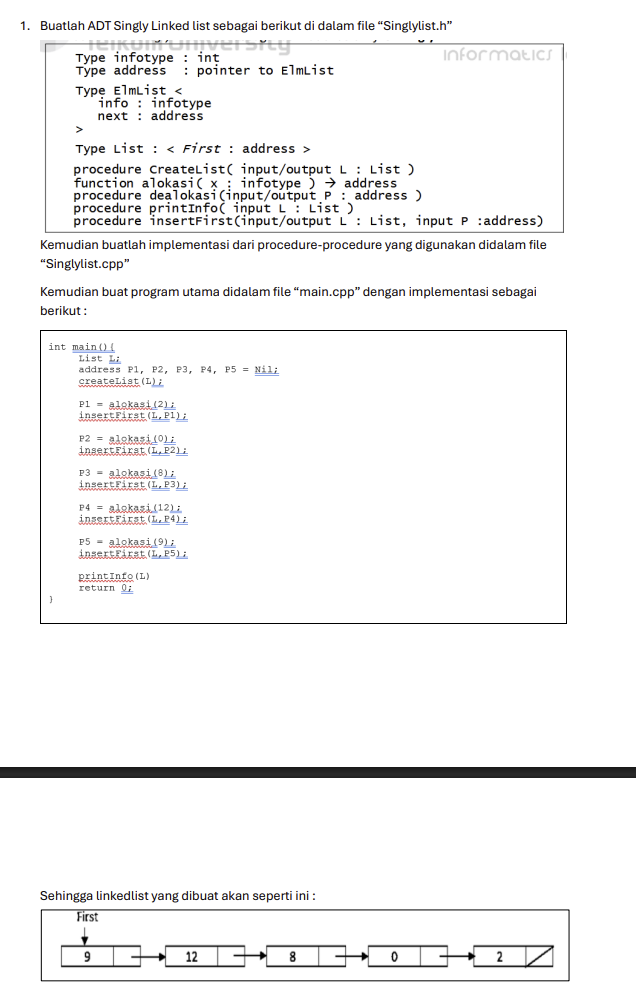 1. Buatlah ADT Singly Linked list sebagai berikut di dalam file “Singlylist.h”
informatics
Type infotype : int
Type address : pointer to ElmList
Type ElmList <
info : infotype
next : address
>
Type List : < First : address >
procedure CreateList( input/output L : List )
function alokasi( x : infotype ) → address
procedure dealokasi(input/output P : address )
procedure printInfo( input L : List )
procedure insertFirst(input/output L : List, input P :address)
Kemudian buatlah implementasi dari procedure-procedure yang digunakan didalam file
“Singlylist.cpp”
Kemudian buat program utama didalam file “main.cpp” dengan implementasi sebagai
berikut :
int main(){
List L;
address P1, P2, P3, P4, P5 = Nil;
createList(L);
P1 = alokasi(2);
insertFirst(L,P1);
P2 = alokasi(0);
insertFirst(L,P2);
P3 = alokasi(8);
insertFirst(L,P3);
P4 = alokasi(12);
insertFirst(L,P4);
P5 = alokasi(9);
insertFirst(L,P5);
printInfo(L)
return 0;
}
Sehingga linkedlist yang dibuat akan seperti ini :
First
9 12 8 0 2